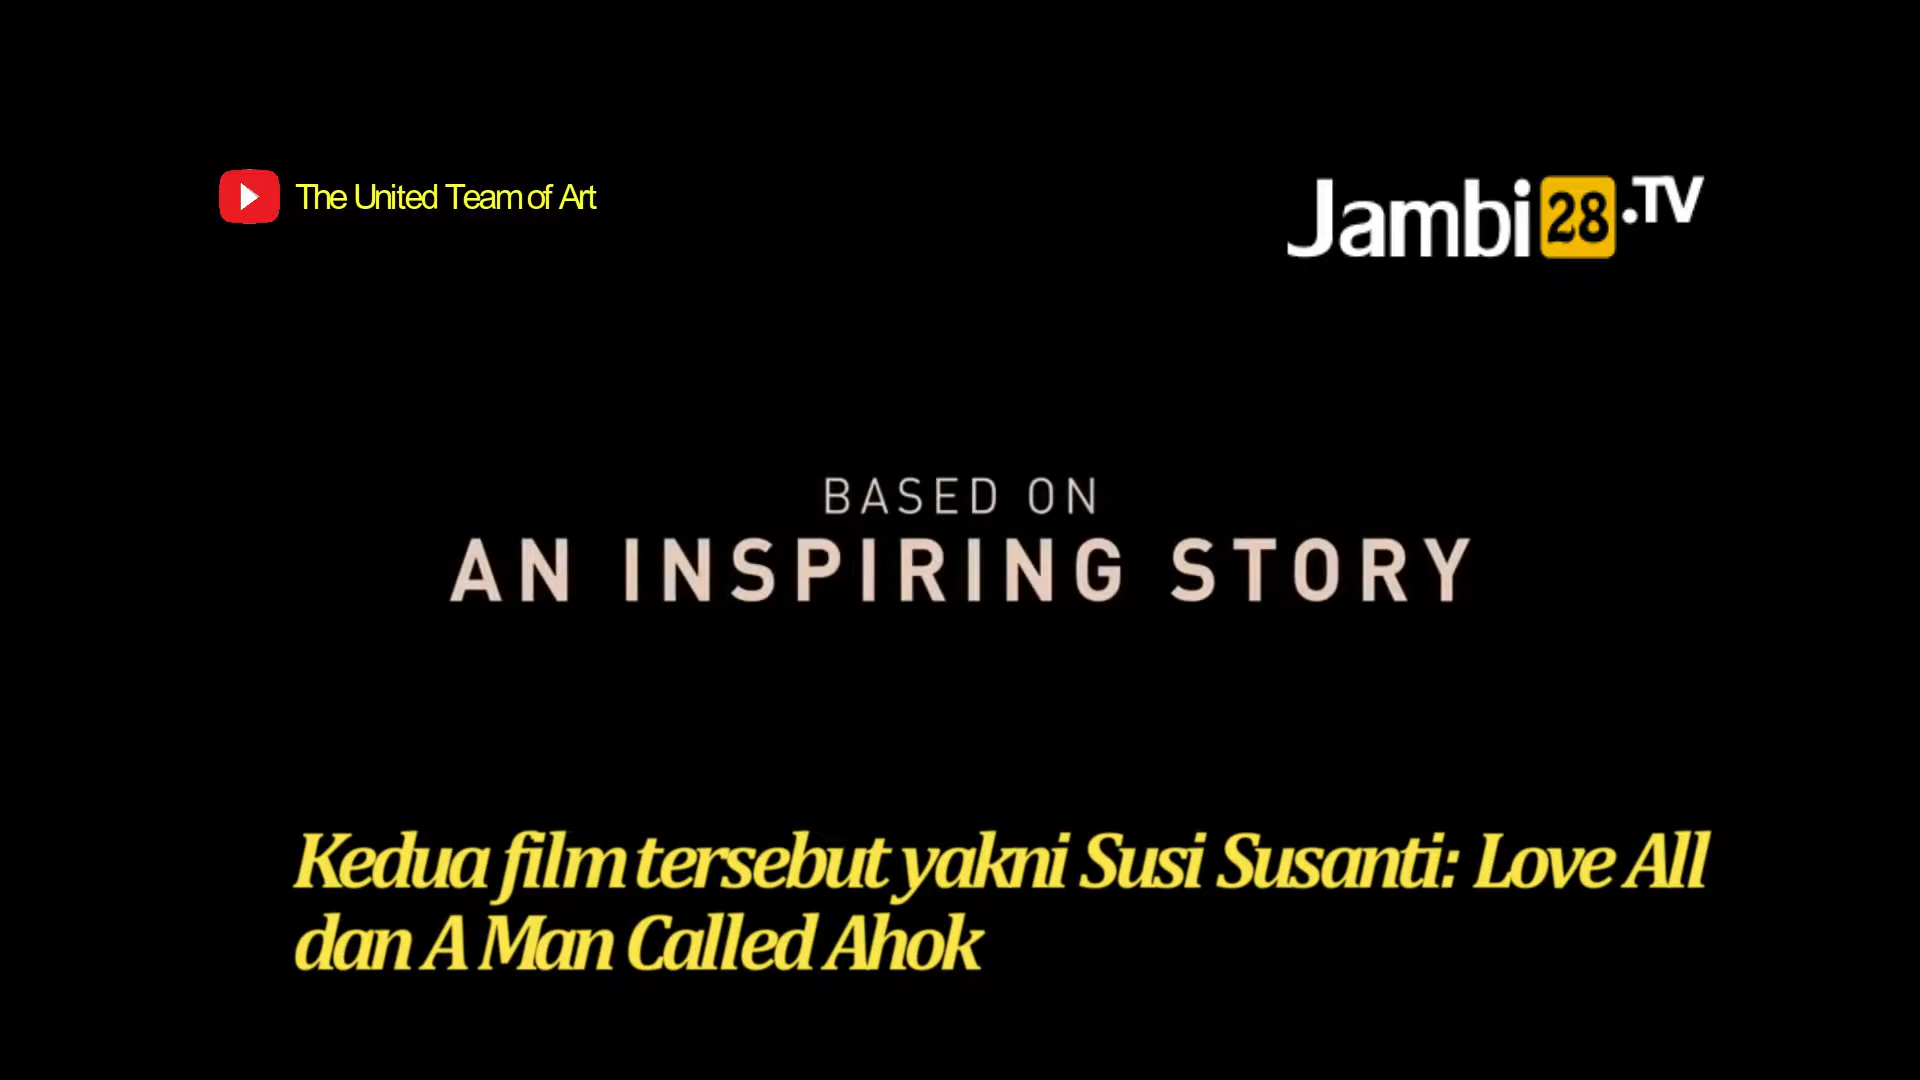 The United Team of Art
Jambi28.TV
BASED ON
AN INSPIRING STORY
Kedua film tersebut yakni Susi Susanti: Love All
dan A Man Called Ahok